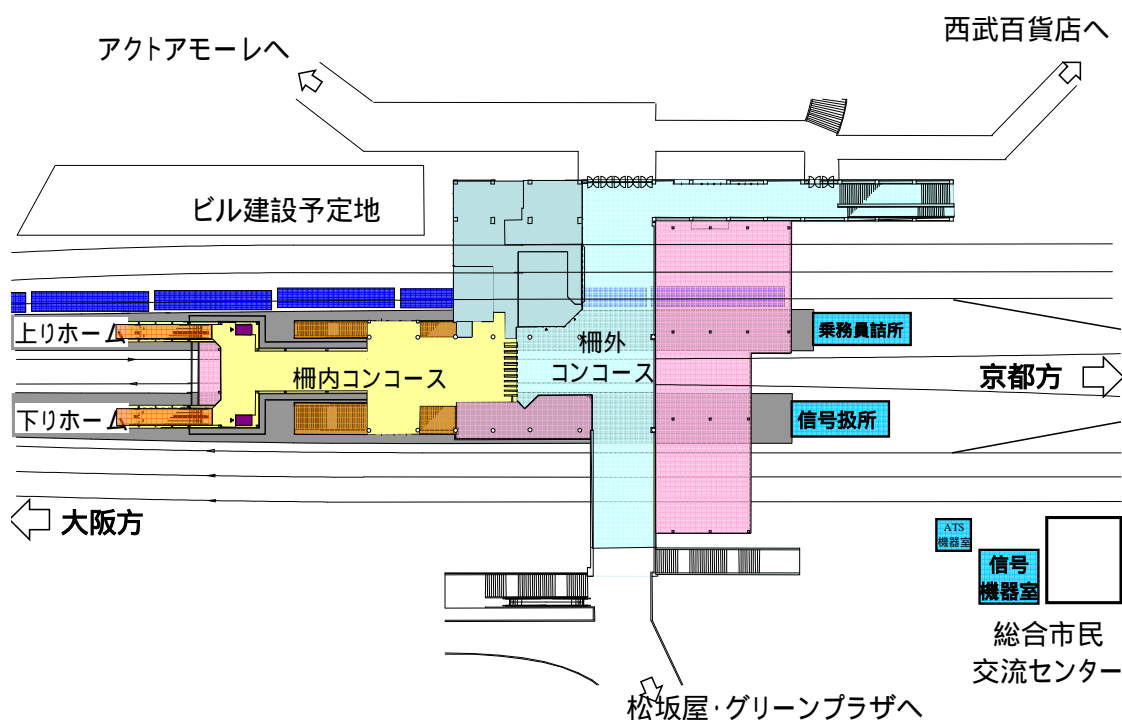 アクトアモーレへ
西武百貨店へ
ビル建設予定地
上りホーム
柵内コンコース
柵外
コンコース
乗務員詰所
京都方
下りホーム
信号扱所
大阪方
ATS
機器室
信号
機器室
総合市民
交流センター
松坂屋・グリーンプラザへ